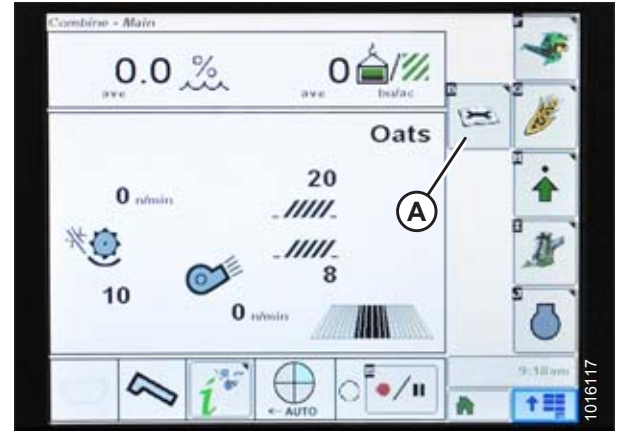 Combine - Main
0.0 %
ave
0
ave
bu/ac
Oats
0 n/min
20
8
10
0 n/min
A
i
<- AUTO
9:18am
1016117